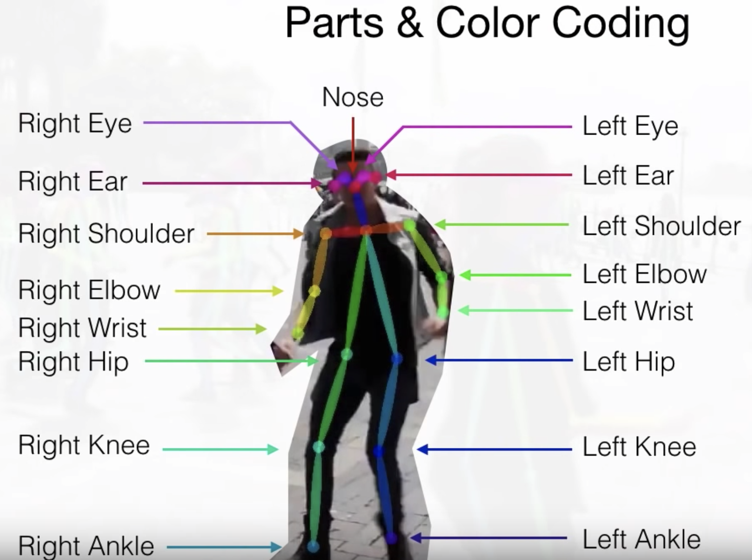 Parts & Color Coding
Nose
Right Eye
Left Eye
Right Ear
Left Ear
Right Shoulder
Left Shoulder
Right Elbow
Left Elbow
Right Wrist
Left Wrist
Right Hip
Left Hip
Right Knee
Left Knee
Right Ankle
Left Ankle